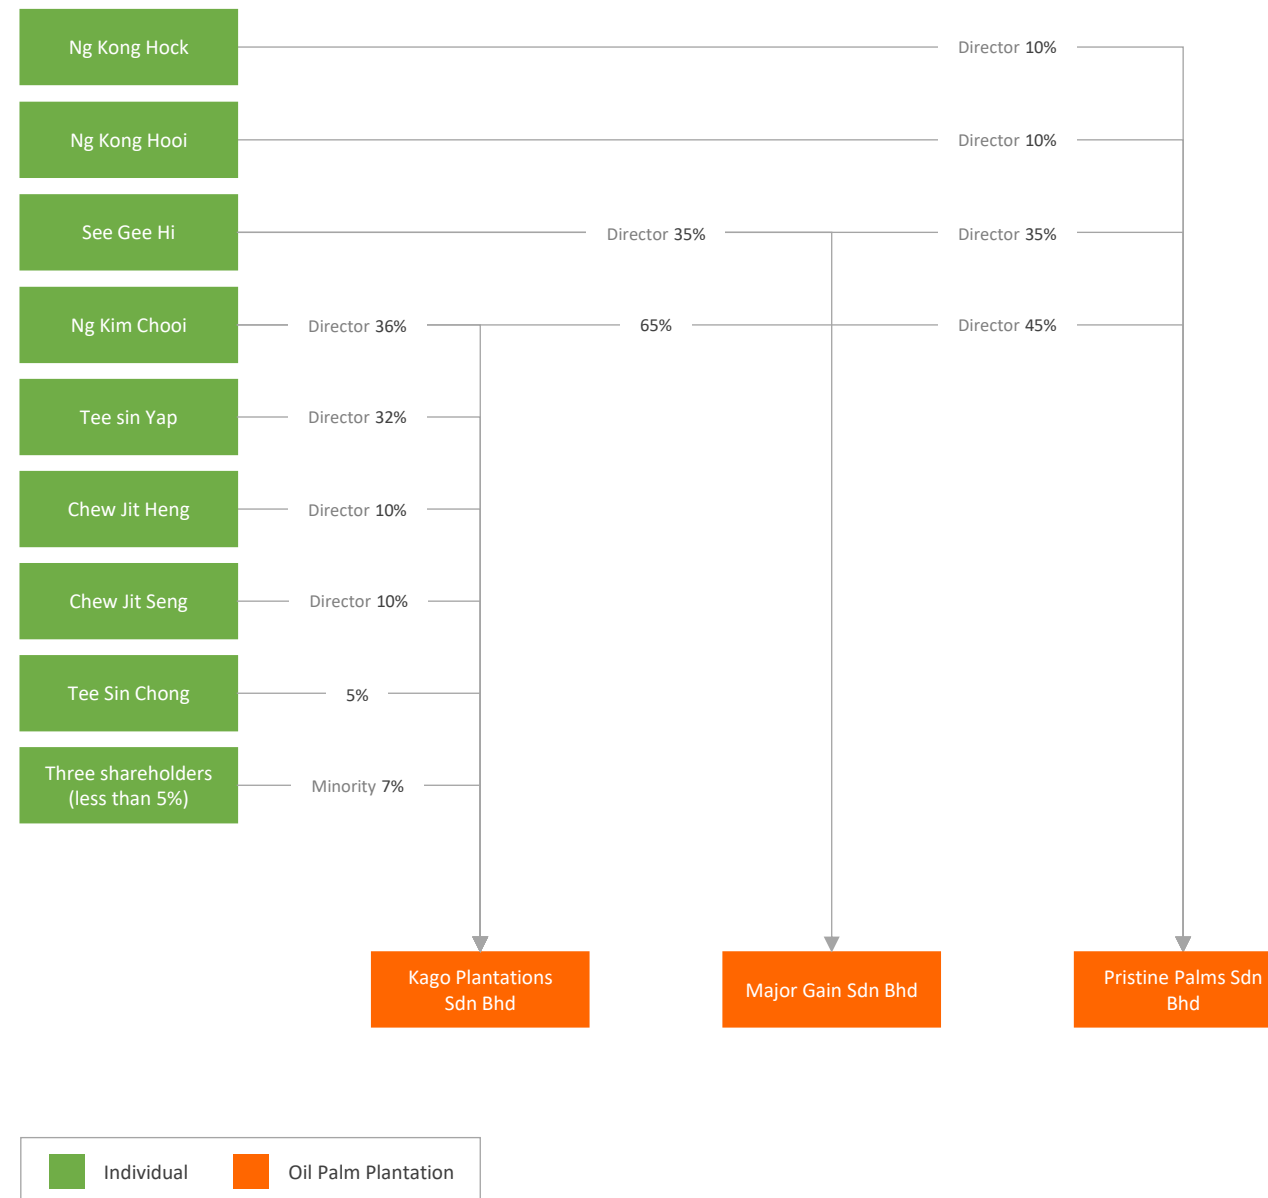 Ng Kong Hock
Director 10%
Ng Kong Hooi
Director 10%
See Gee Hi
Director 35%
Director 35%
Ng Kim Chooi
Director 36%
65%
Director 45%
Tee sin Yap
Director 32%
Chew Jit Heng
Director 10%
Chew Jit Seng
Director 10%
Tee Sin Chong
5%
Three shareholders
(less than 5%)
Minority 7%
Kago Plantations
Sdn Bhd
Major Gain Sdn Bhd
Pristine Palms Sdn
Bhd
Individual
Oil Palm Plantation